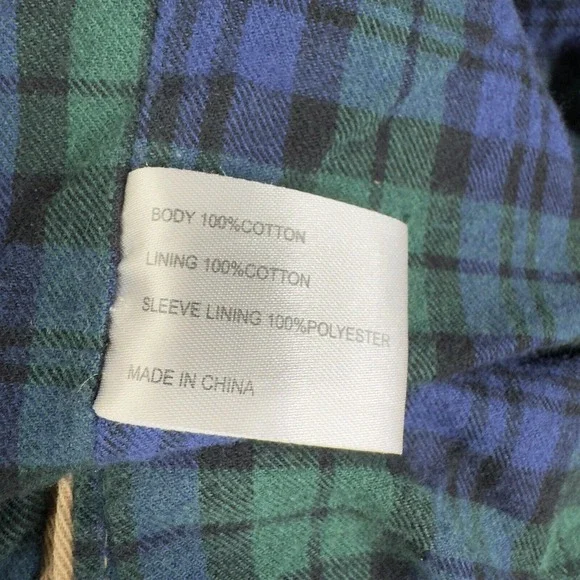 BODY 100%COTTON
LINING 100%COTTON
SLEEVE LINING 100%POLYESTER
MADE IN CHINA